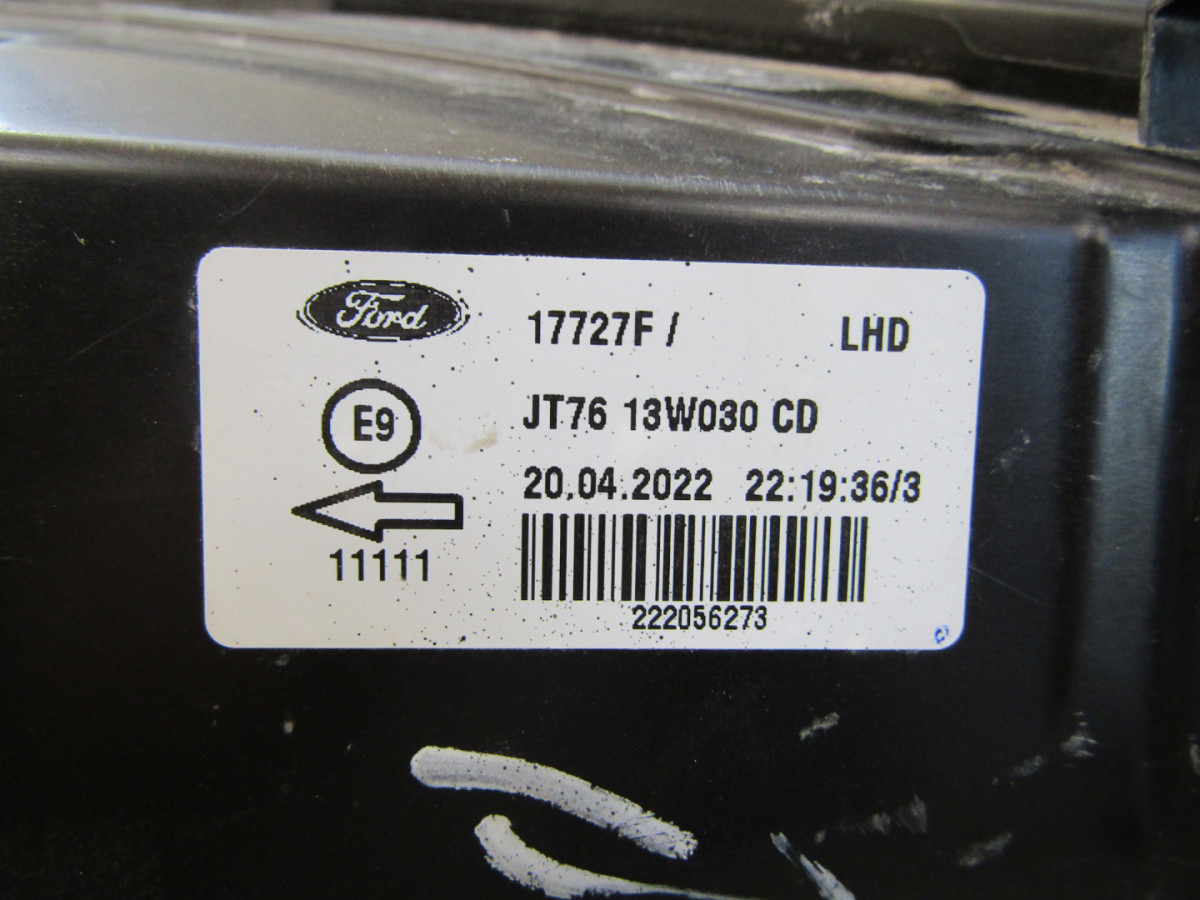 Ford
17727F / LHD
E9
JT76 13W030 CD
20.04.2022 22:19:36/3
11111
222056273